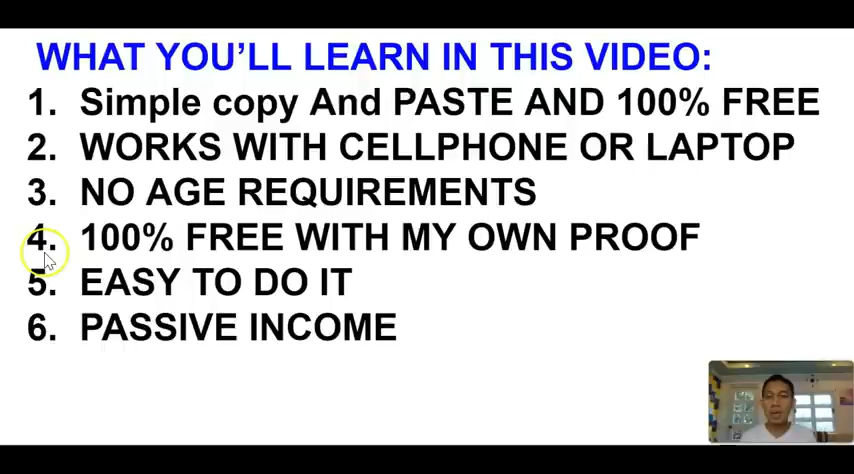 WHAT YOU'LL LEARN IN THIS VIDEO:
1. Simple copy And PASTE AND 100% FREE
2. WORKS WITH CELLPHONE OR LAPTOP
3. NO AGE REQUIREMENTS
4. 100% FREE WITH MY OWN PROOF
5. EASY TO DO IT
6. PASSIVE INCOME